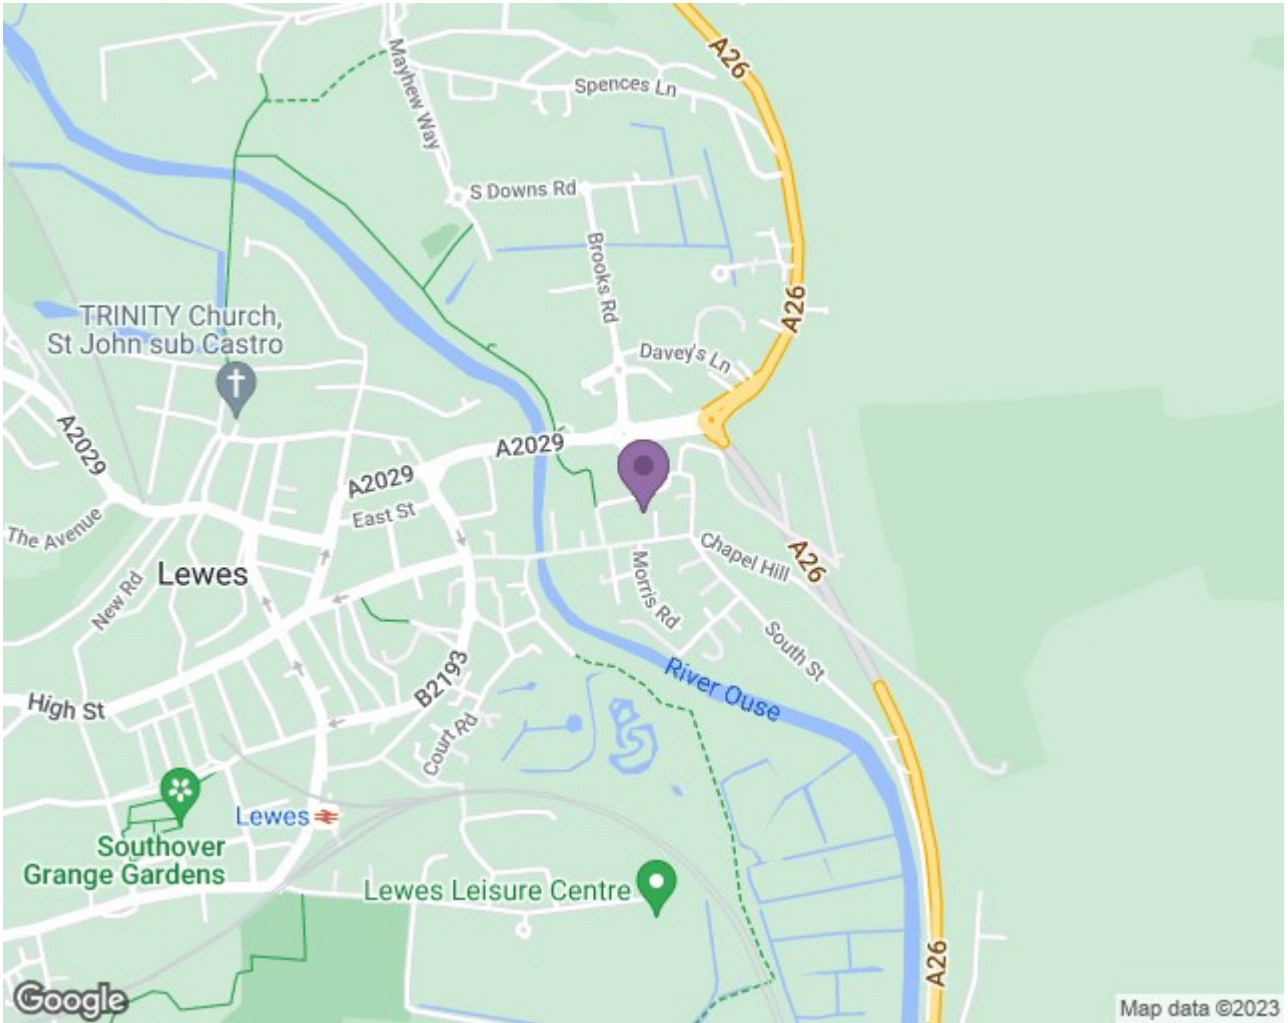 A26
Mayhew Way
Spences Ln
S Downs Rd
Brooks Rd
A26
TRINITY Church,
St John sub Castro
Davey's Ln
A2029
A2029
A2029
East St
The Avenue
Lewes
New Rd
Chapel Hill
A26
Morris Rd
South St
River Ouse
B2193
High St
Court Rd
Lewes
Southover
Grange Gardens
Lewes Leisure Centre
A26
Google
Map data ©2023